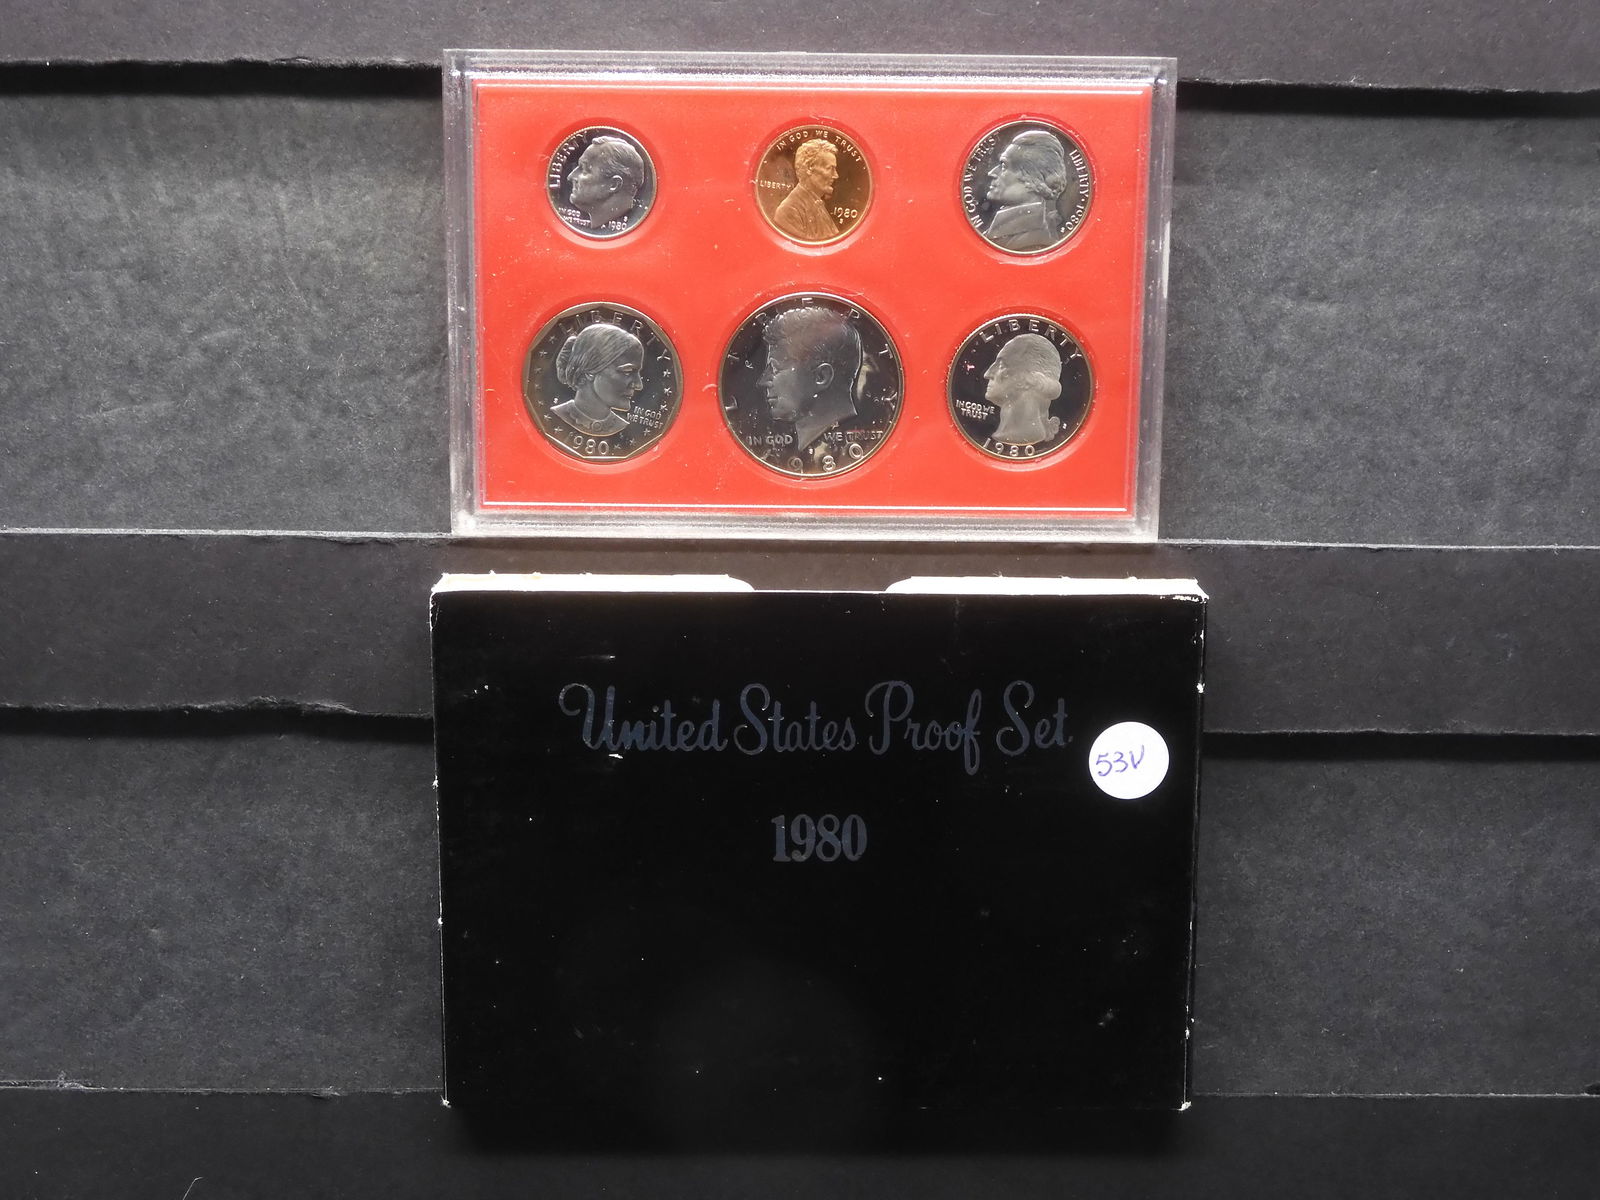 LIBERTY
IN GOD
WE TRUST
S
1980
IN GOD WE TRUST
LIBERTY
1980
S
IN GOD WE TRUST
LIBERTY · 1980
S
LIBERTY
S
IN GOD
WE TRUST
1980
LIBERTY
IN GOD WE TRUST
S
1980
LIBERTY
IN GOD WE
TRUST
S
1980
United States Proof Set
1980
53V